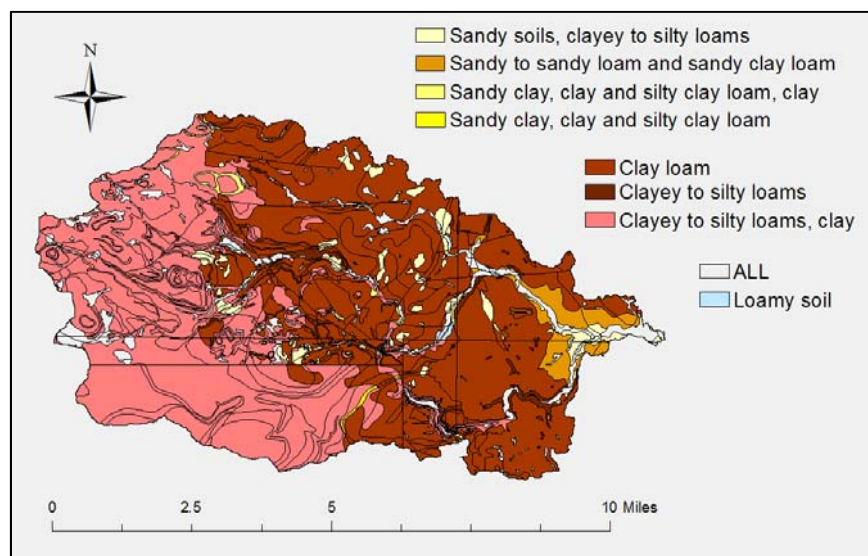 N
Sandy soils, clayey to silty loams
Sandy to sandy loam and sandy clay loam
Sandy clay, clay and silty clay loam, clay
Sandy clay, clay and silty clay loam
Clay loam
Clayey to silty loams
Clayey to silty loams, clay
ALL
Loamy soil
0 2.5 5 10 Miles